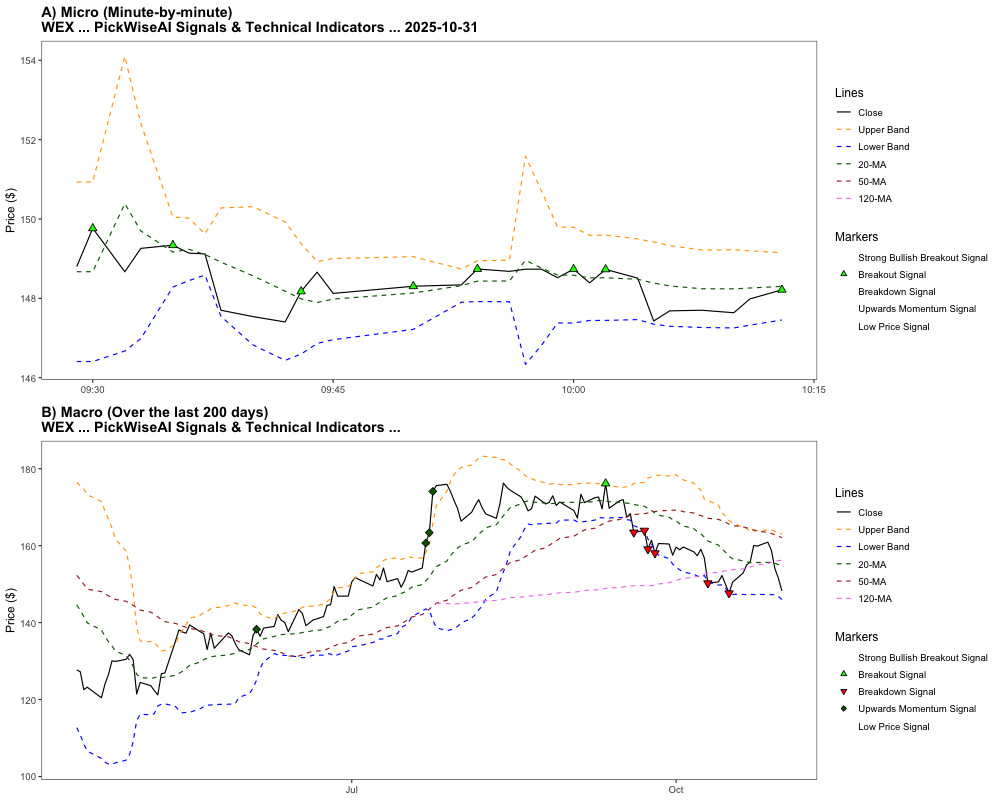 A) Micro (Minute-by-minute)
WEX ... PickWiseAI Signals & Technical Indicators ... 2025-10-31
Price ($)
154
152
150
148
146
09:30
09:45
10:00
10:15
Lines
Close
Upper Band
Lower Band
20-MA
50-MA
120-MA
Markers
Strong Bullish Breakout Signal
Breakout Signal
Breakdown Signal
Upwards Momentum Signal
Low Price Signal
B) Macro (Over the last 200 days)
WEX ... PickWiseAI Signals & Technical Indicators ...
Price ($)
180
160
140
120
100
Jul
Oct
Lines
Close
Upper Band
Lower Band
20-MA
50-MA
120-MA
Markers
Strong Bullish Breakout Signal
Breakout Signal
Breakdown Signal
Upwards Momentum Signal
Low Price Signal